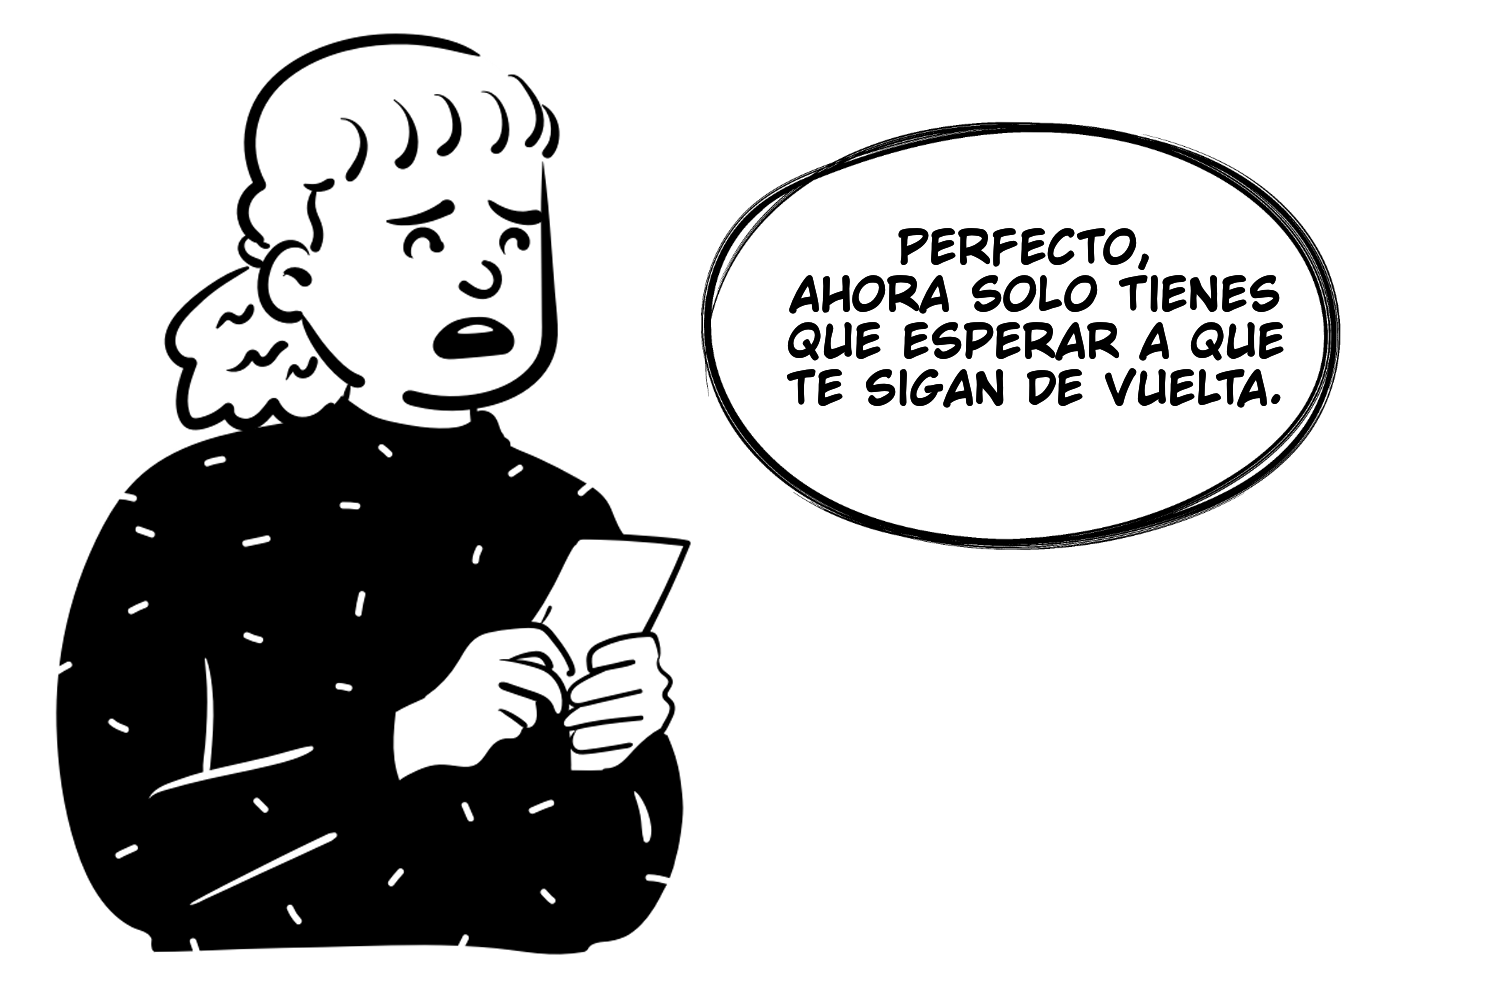 PERFECTO,
AHORA SOLO TIENES
QUE ESPERAR A QUE
TE SIGAN DE VUELTA.